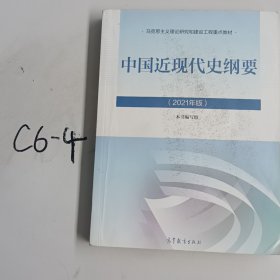 马克思主义理论研究和建设工程重点教材
中国近现代史纲要
（2021年版）
本书编写组
C6-4
高等教育出版社